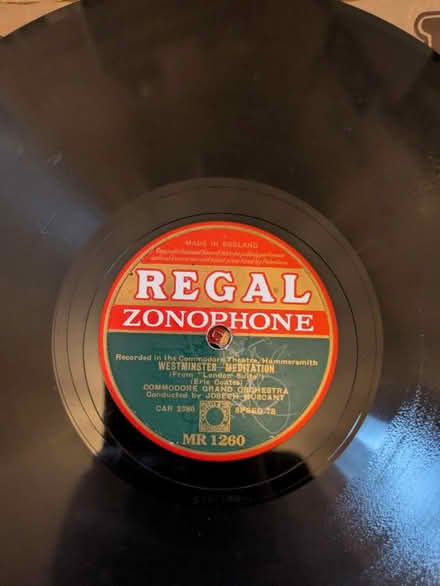 MADE IN ENGLAND
REGAL
ZONOPHONE
Recorded in the Commodore Theatre, Hammersmith
WESTMINSTER - MEDITATION
(From "London Suite")
(Eric Coates)
COMMODORE GRAND ORCHESTRA
Conducted by JOSEPH MUSCANT
CAR 2280 SPEED 78
MR 1260